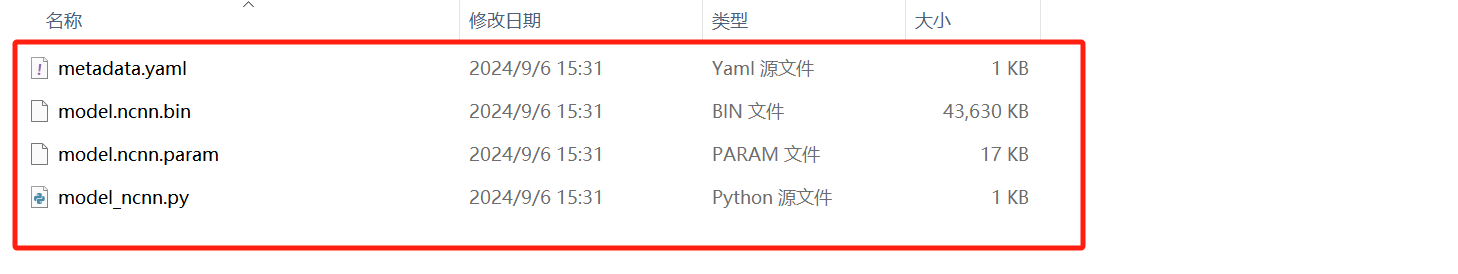 名称 修改日期 类型 大小
metadata.yaml 2024/9/6 15:31 Yaml 源文件 1 KB
model.ncnn.bin 2024/9/6 15:31 BIN 文件 43,630 KB
model.ncnn.param 2024/9/6 15:31 PARAM 文件 17 KB
model_ncnn.py 2024/9/6 15:31 Python 源文件 1 KB